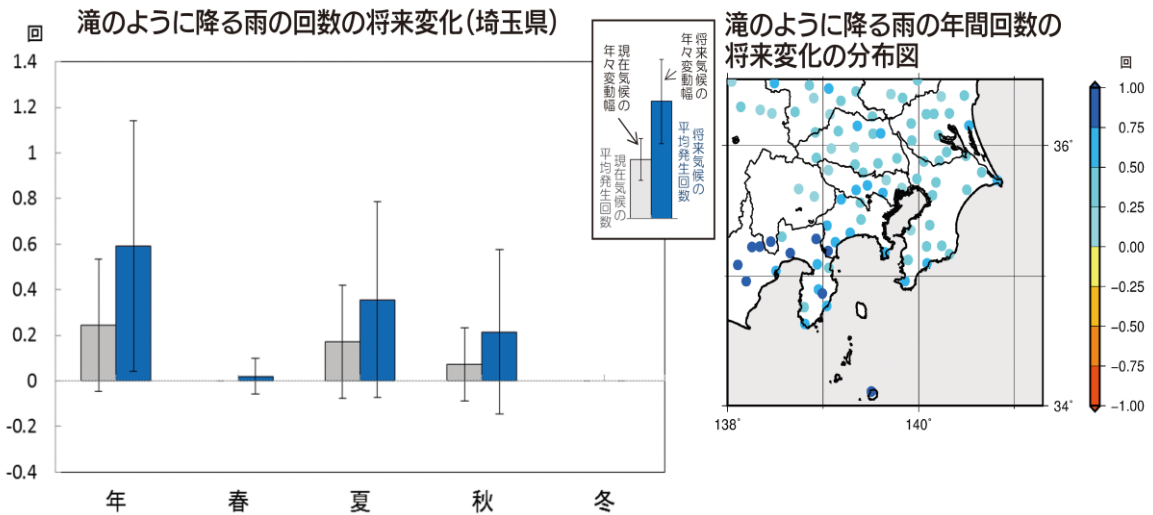 滝のように降る雨の回数の将来変化(埼玉県)
回
1.4
1.2
1
0.8
0.6
0.4
0.2
0
-0.2
-0.4
年
春
夏
秋
冬
将来気候の
年々変動幅
現在気候の
年々変動幅
将来気候の
平均発生回数
現在気候の
平均発生回数
滝のように降る雨の年間回数の
将来変化の分布図
回
1.00
0.75
0.50
0.25
0.00
-0.25
-0.50
-0.75
-1.00
36°
34°
138°
140°